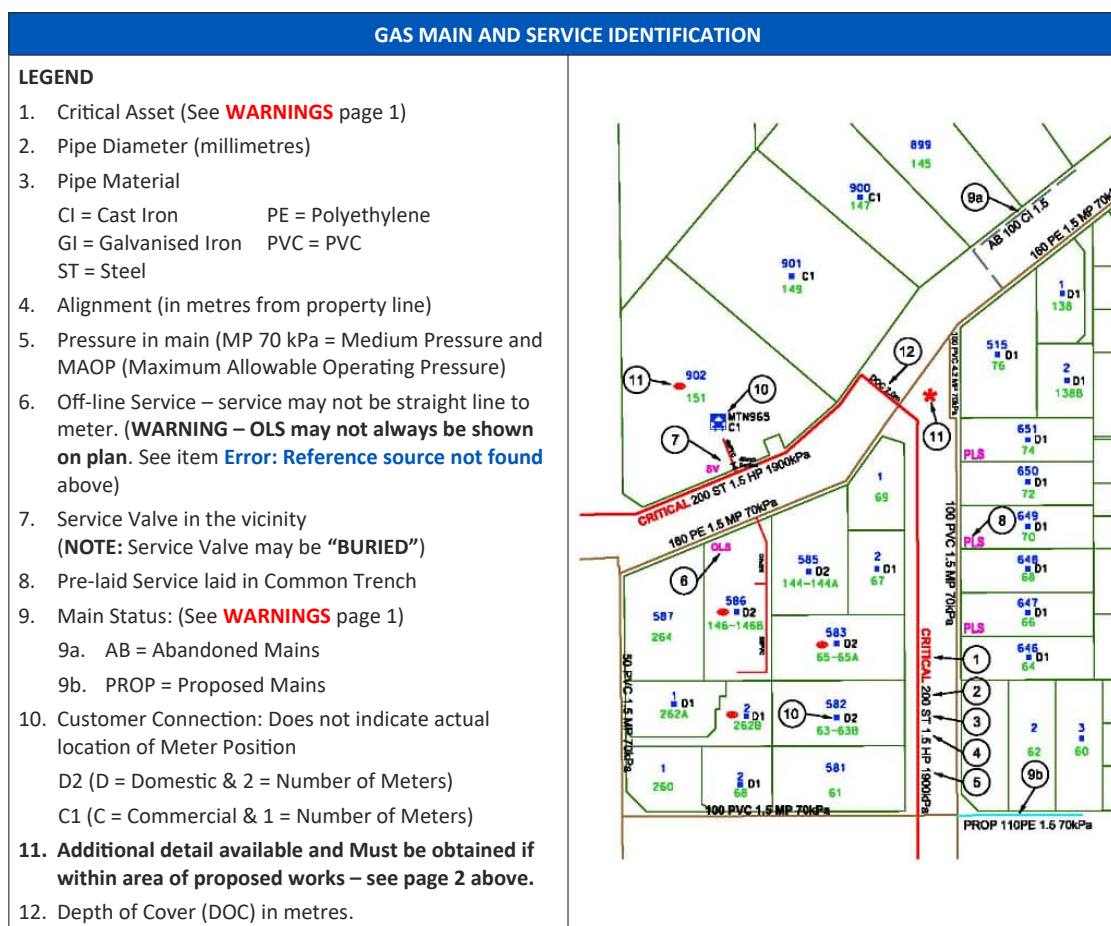 GAS MAIN AND SERVICE IDENTIFICATION
LEGEND
1. Critical Asset (See WARNINGS page 1)
2. Pipe Diameter (millimetres)
3. Pipe Material
CI = Cast Iron PE = Polyethylene
GI = Galvanised Iron PVC = PVC
ST = Steel
4. Alignment (in metres from property line)
5. Pressure in main (MP 70 kPa = Medium Pressure and
MAOP (Maximum Allowable Operating Pressure)
6. Off-line Service – service may not be straight line to
meter. (WARNING – OLS may not always be shown
on plan. See item Error: Reference source not found
above)
7. Service Valve in the vicinity
(NOTE: Service Valve may be “BURIED”)
8. Pre-laid Service laid in Common Trench
9. Main Status: (See WARNINGS page 1)
9a. AB = Abandoned Mains
9b. PROP = Proposed Mains
10. Customer Connection: Does not indicate actual
location of Meter Position
D2 (D = Domestic & 2 = Number of Meters)
C1 (C = Commercial & 1 = Number of Meters)
11. Additional detail available and Must be obtained if
within area of proposed works – see page 2 above.
12. Depth of Cover (DOC) in metres.
899
145
900
C1
147
9a
AB 100 CI 1.5
160 PE 1.5 MP 70kPa
901
C1
149
1
D1
138
12
515
D1
76
2
D1
138B
100 PVC 4.2 MP 70kPa
DOC 2.0m
11
902
151
10
MTN965
C1
*
11
7
SV
CRITICAL 200 ST 1.5 HP 1900kPa
160 PE 1.5 MP 70kPa
651
D1
74
PLS
650
D1
72
1
69
8
649
D1
70
PLS
OLS
6
585
D2
144-144A
2
D1
67
648
D1
68
100 PVC 1.5 MP 70kPa
587
264
586
D2
146-146B
583
D2
65-65A
647
D1
66
PLS
646
D1
64
CRITICAL 200 ST 1.5 HP 1900kPa
1
2
3
4
5
50 PVC 1.5 MP 70kPa
1
D1
262A
2
D1
262B
10
582
D2
63-63B
2
62
3
60
1
260
2
D1
68
581
61
9b
100 PVC 1.5 MP 70kPa
PROP 110PE 1.5 70kPa